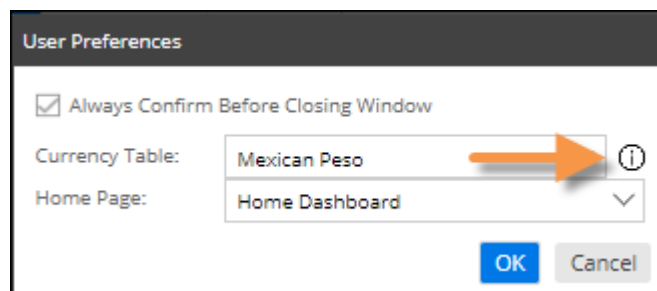 User Preferences
Always Confirm Before Closing Window
Currency Table: Mexican Peso
Home Page: Home Dashboard
OK Cancel